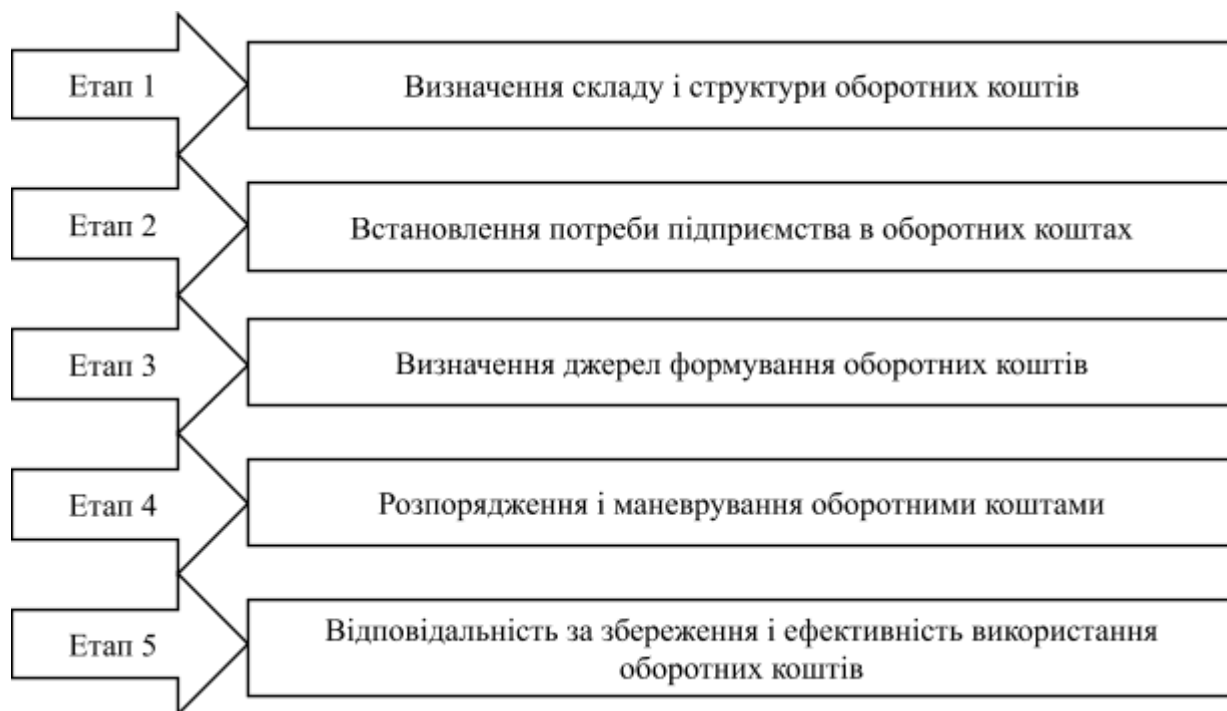 Етап 1
Визначення складу і структури оборотних коштів
Етап 2
Встановлення потреби підприємства в оборотних коштах
Етап 3
Визначення джерел формування оборотних коштів
Етап 4
Розпорядження і маневрування оборотними коштами
Етап 5
Відповідальність за збереження і ефективність використання
оборотних коштів